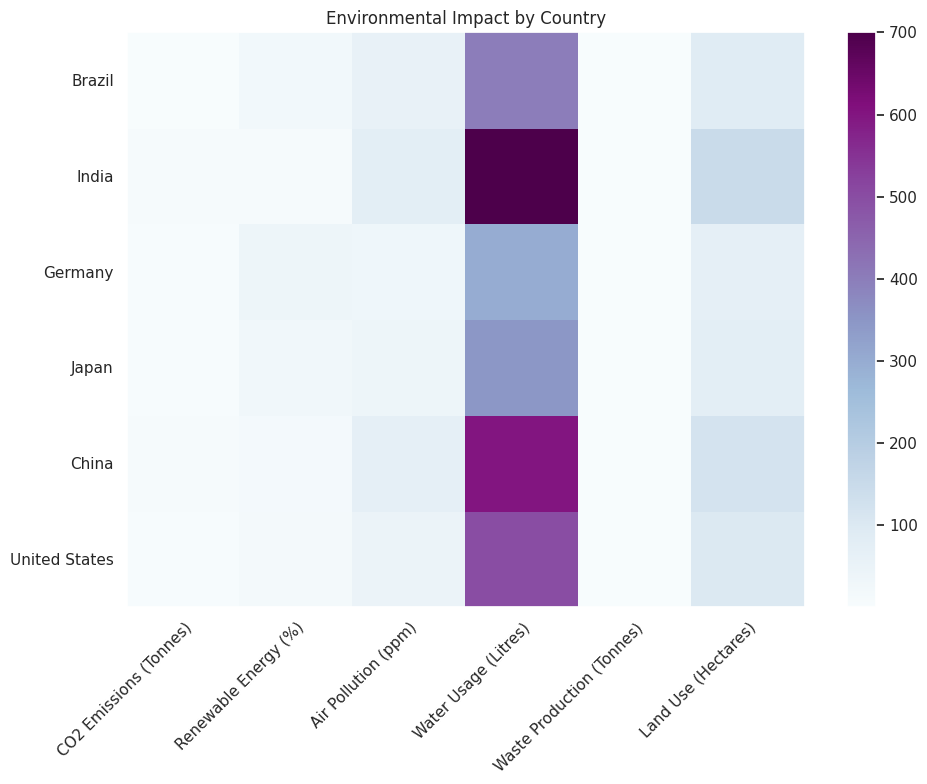 Environmental Impact by Country
Brazil
India
Germany
Japan
China
United States
CO2 Emissions (Tonnes)
Renewable Energy (%)
Air Pollution (ppm)
Water Usage (Litres)
Waste Production (Tonnes)
Land Use (Hectares)
700
600
500
400
300
200
100